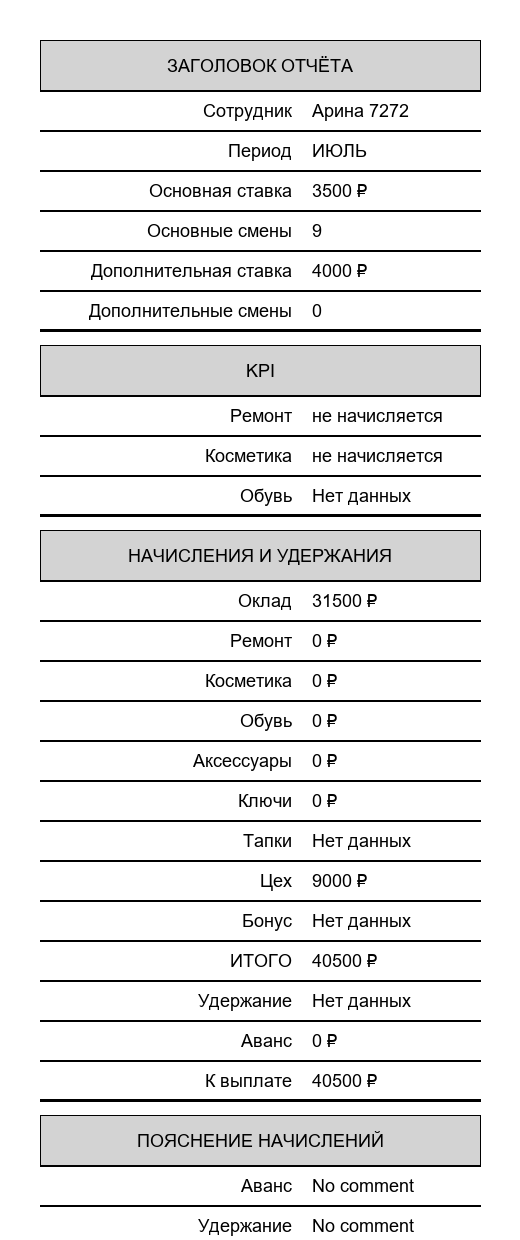 ЗАГОЛОВОК ОТЧЁТА
Сотрудник Арина 7272
Период ИЮЛЬ
Основная ставка 3500 ₽
Основные смены 9
Дополнительная ставка 4000 ₽
Дополнительные смены 0
KPI
Ремонт не начисляется
Косметика не начисляется
Обувь Нет данных
НАЧИСЛЕНИЯ И УДЕРЖАНИЯ
Оклад 31500 ₽
Ремонт 0 ₽
Косметика 0 ₽
Обувь 0 ₽
Аксессуары 0 ₽
Ключи 0 ₽
Тапки Нет данных
Цех 9000 ₽
Бонус Нет данных
ИТОГО 40500 ₽
Удержание Нет данных
Аванс 0 ₽
К выплате 40500 ₽
ПОЯСНЕНИЕ НАЧИСЛЕНИЙ
Аванс No comment
Удержание No comment